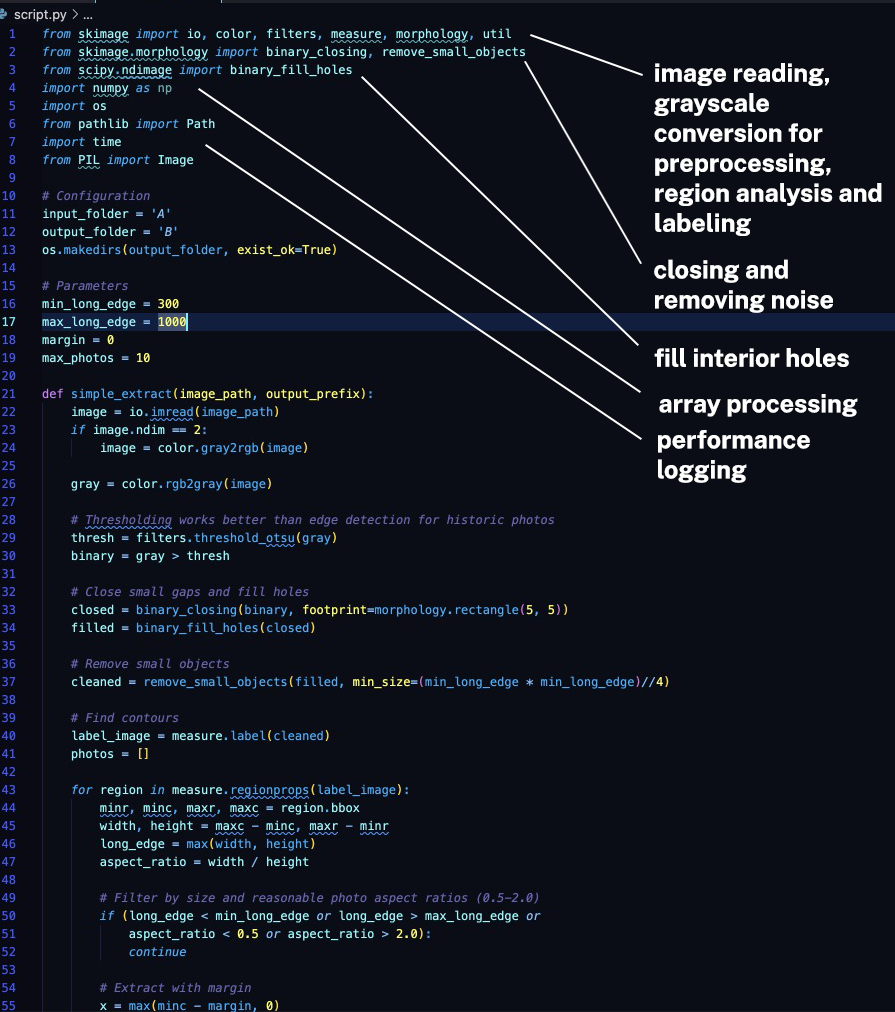 script.py > ...
1 from skimage import io, color, filters, measure, morphology, util
2 from skimage.morphology import binary_closing, remove_small_objects
3 from scipy.ndimage import binary_fill_holes
4 import numpy as np
5 import os
6 from pathlib import Path
7 import time
8 from PIL import Image
9
10 # Configuration
11 input_folder = 'A'
12 output_folder = 'B'
13 os.makedirs(output_folder, exist_ok=True)
14
15 # Parameters
16 min_long_edge = 300
17 max_long_edge = 1000
18 margin = 0
19 max_photos = 10
20
21 def simple_extract(image_path, output_prefix):
22     image = io.imread(image_path)
23     if image.ndim == 2:
24         image = color.gray2rgb(image)
25
26     gray = color.rgb2gray(image)
27
28     # Thresholding works better than edge detection for historic photos
29     thresh = filters.threshold_otsu(gray)
30     binary = gray > thresh
31
32     # Close small gaps and fill holes
33     closed = binary_closing(binary, footprint=morphology.rectangle(5, 5))
34     filled = binary_fill_holes(closed)
35
36     # Remove small objects
37     cleaned = remove_small_objects(filled, min_size=(min_long_edge * min_long_edge)//4)
38
39     # Find contours
40     label_image = measure.label(cleaned)
41     photos = []
42
43     for region in measure.regionprops(label_image):
44         minr, minc, maxr, maxc = region.bbox
45         width, height = maxc - minc, maxr - minr
46         long_edge = max(width, height)
47         aspect_ratio = width / height
48
49         # Filter by size and reasonable photo aspect ratios (0.5-2.0)
50         if (long_edge < min_long_edge or long_edge > max_long_edge or
51             aspect_ratio < 0.5 or aspect_ratio > 2.0):
52             continue
53
54         # Extract with margin
55         x = max(minc - margin, 0)
image reading,
grayscale
conversion for
preprocessing,
region analysis and
labeling
closing and
removing noise
fill interior holes
array processing
performance
logging